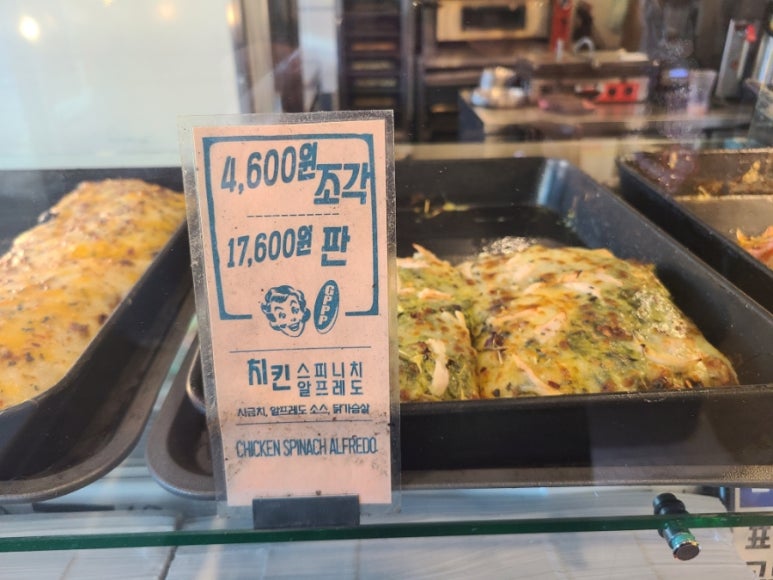 4,600원 조각
17,600원 판
GPPP
치킨 스피니치
알프레도
시금치, 알프레도 소스, 닭가슴살
CHICKEN SPINACH ALFREDO
표